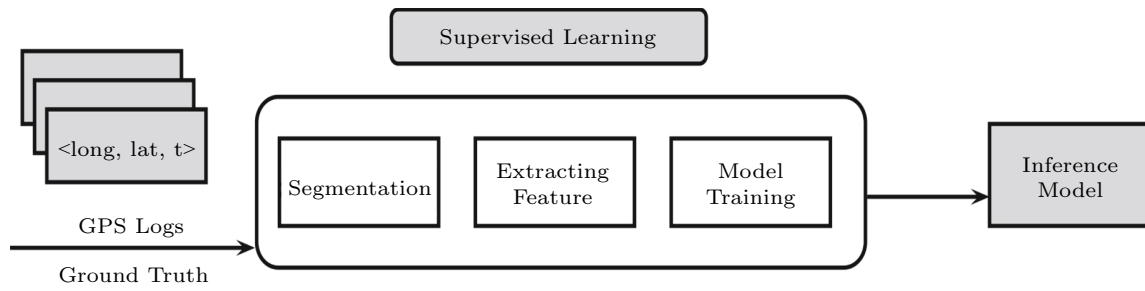 Supervised Learning
<long, lat, t>
GPS Logs
Ground Truth
Segmentation
Extracting
Feature
Model
Training
Inference
Model